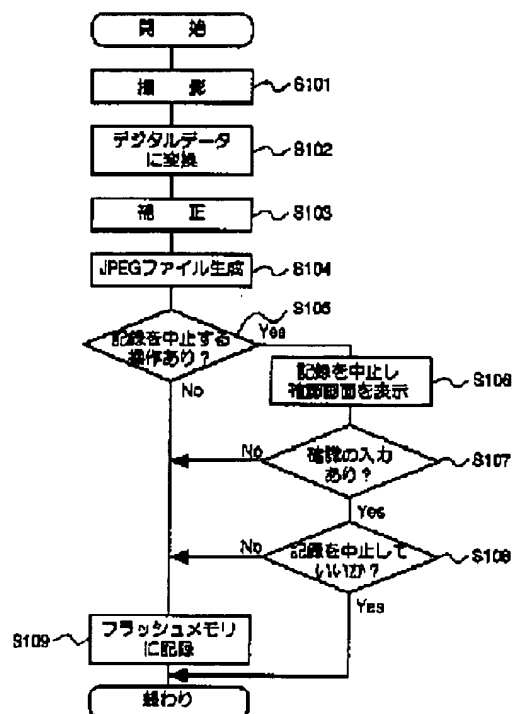 開 始
撮 影
S101
デジタルデータ
に変換
S102
補 正
S103
JPEGファイル生成
S104
S105
記録を中止する
操作あり？
Yes
No
記録を中止し
確認画面を表示
S106
確認の入力
あり？
S107
No
Yes
記録を中止して
いいか？
S108
No
Yes
フラッシュメモリ
に記録
S109
終わり